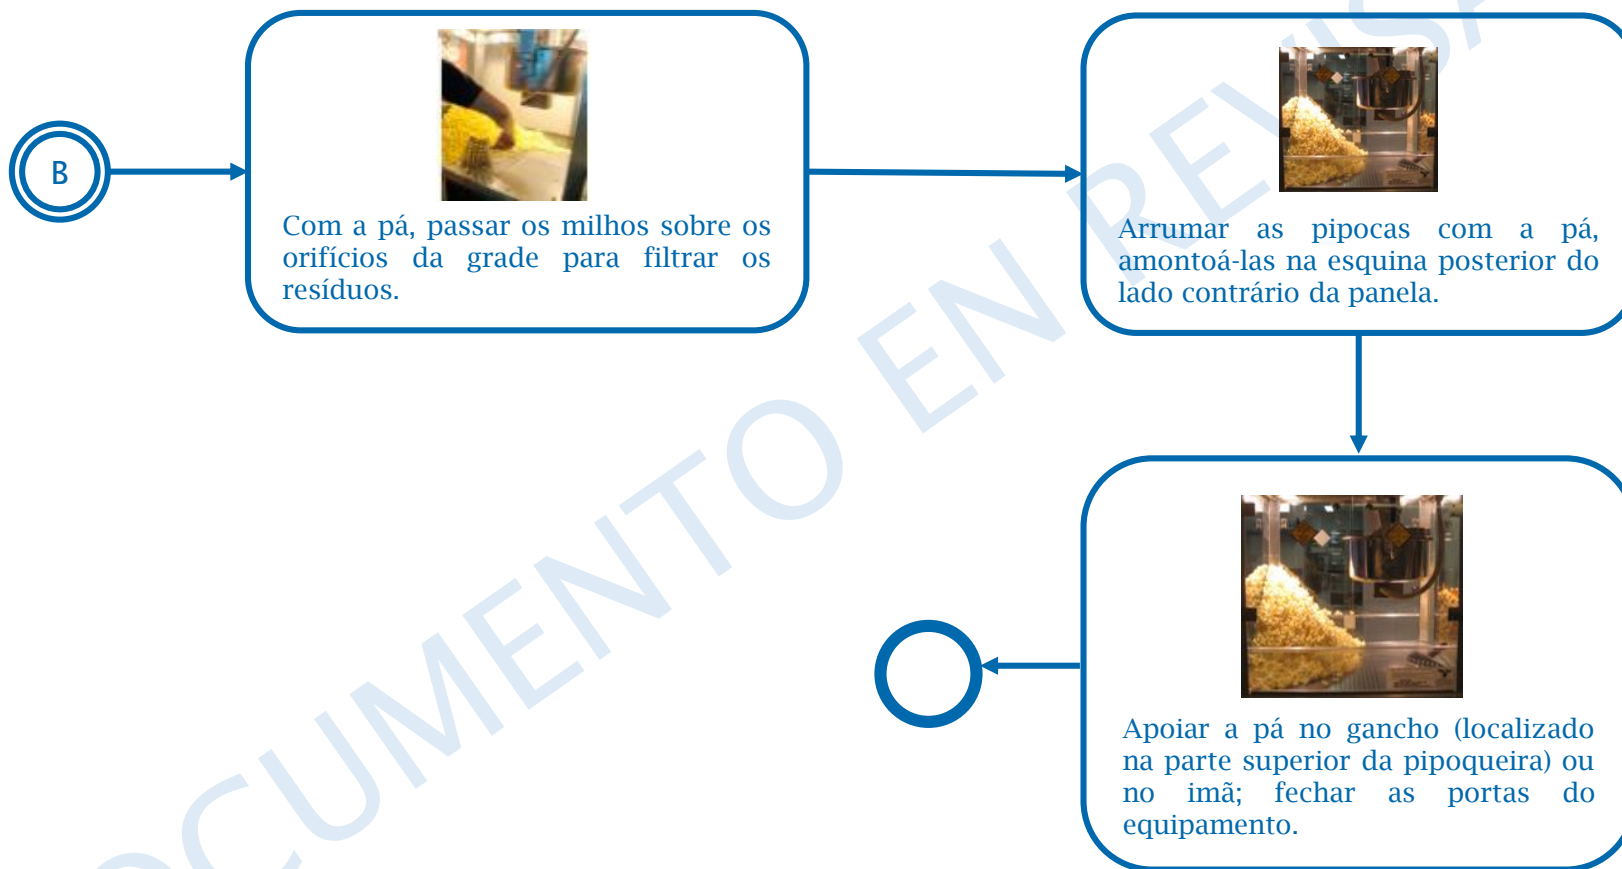 B
Com a pá, passar os milhos sobre os
orifícios da grade para filtrar os
resíduos.
Arrumar as pipocas com a pá,
amontoá-las na esquina posterior do
lado contrário da panela.
Apoiar a pá no gancho (localizado
na parte superior da pipoqueira) ou
no imã; fechar as portas do
equipamento.
OCUMENTO EN REVISA